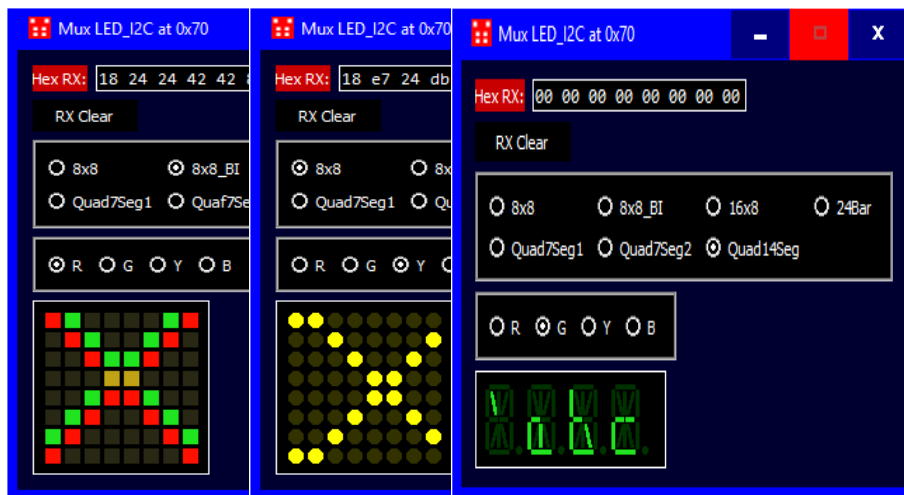 Mux LED_I2C at 0x70
Hex RX: 18 24 24 42 42
RX Clear
8x8 8x8_BI
Quad7Seg1 Quaf7Se
R G Y B
Mux LED_I2C at 0x70
Hex RX: 18 e7 24 db
RX Clear
8x8 8x
Quad7Seg1 Qu
R G Y
Mux LED_I2C at 0x70 X
Hex RX: 00 00 00 00 00 00 00 00
RX Clear
8x8 8x8_BI 16x8 24Bar
Quad7Seg1 Quad7Seg2 Quad14Seg
R G Y B